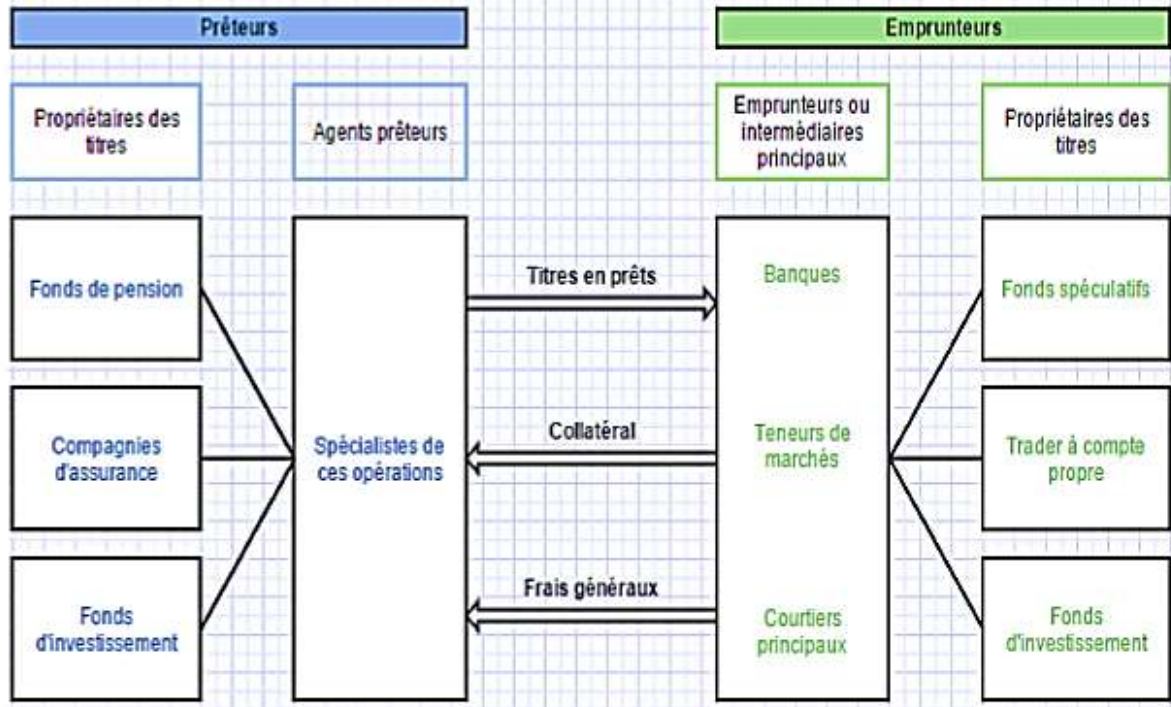 Prêteurs
Emprunteurs
Propriétaires des
titres
Agents prêteurs
Emprunteurs ou
intermédiaires
principaux
Propriétaires des
titres
Fonds de pension
Compagnies
d'assurance
Fonds
d'investissement
Spécialistes de
ces opérations
Titres en prêts
Collatéral
Frais généraux
Banques
Teneurs de
marchés
Courtiers
principaux
Fonds spéculatifs
Trader à compte
propre
Fonds
d'investissement